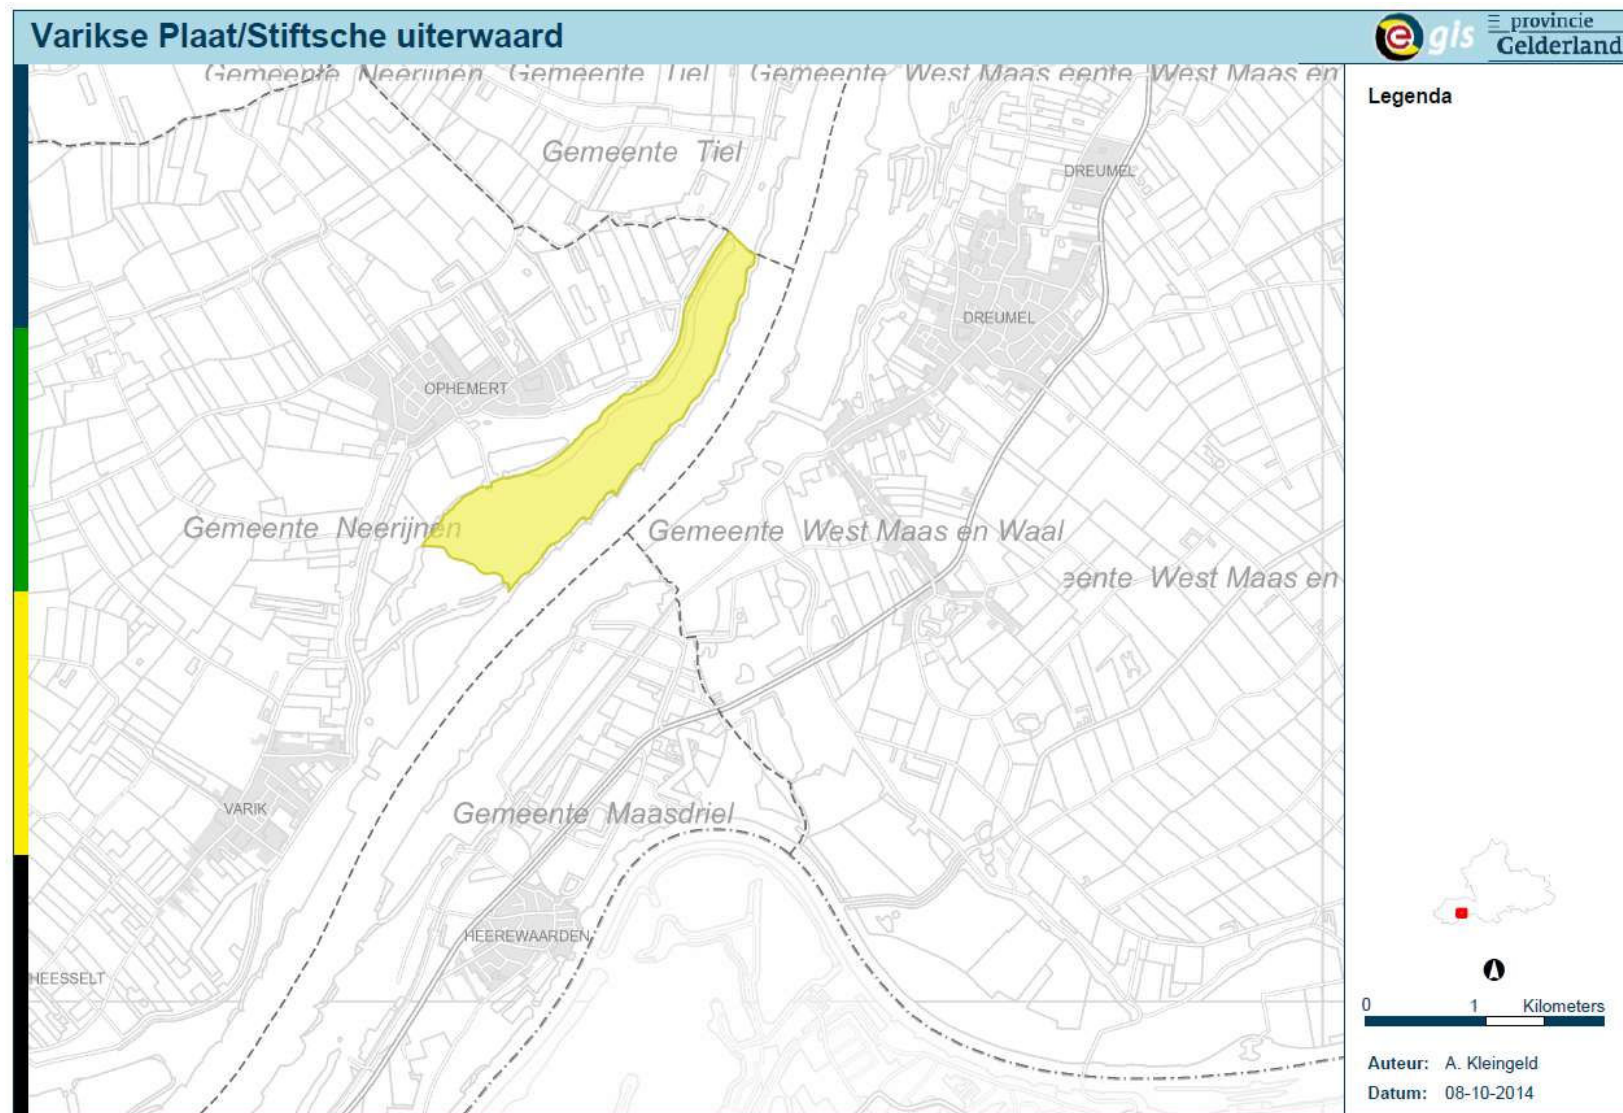 Varikse Plaat/Stiftsche uiterwaard
e gis
provincie
Gelderland
Legenda
Gemeente Neerijnen
Gemeente Tiel
Gemeente West Maas
eente West Maas en
Gemeente Tiel
DREUMEL
DREUMEL
OPHEMERT
Gemeente Neerijnen
Gemeente West Maas en Waal
eente West Maas en
VARIK
Gemeente Maasdriel
HEEREWAARDEN
HEESSELT
0 1 Kilometers
Auteur: A. Kleingeld
Datum: 08-10-2014